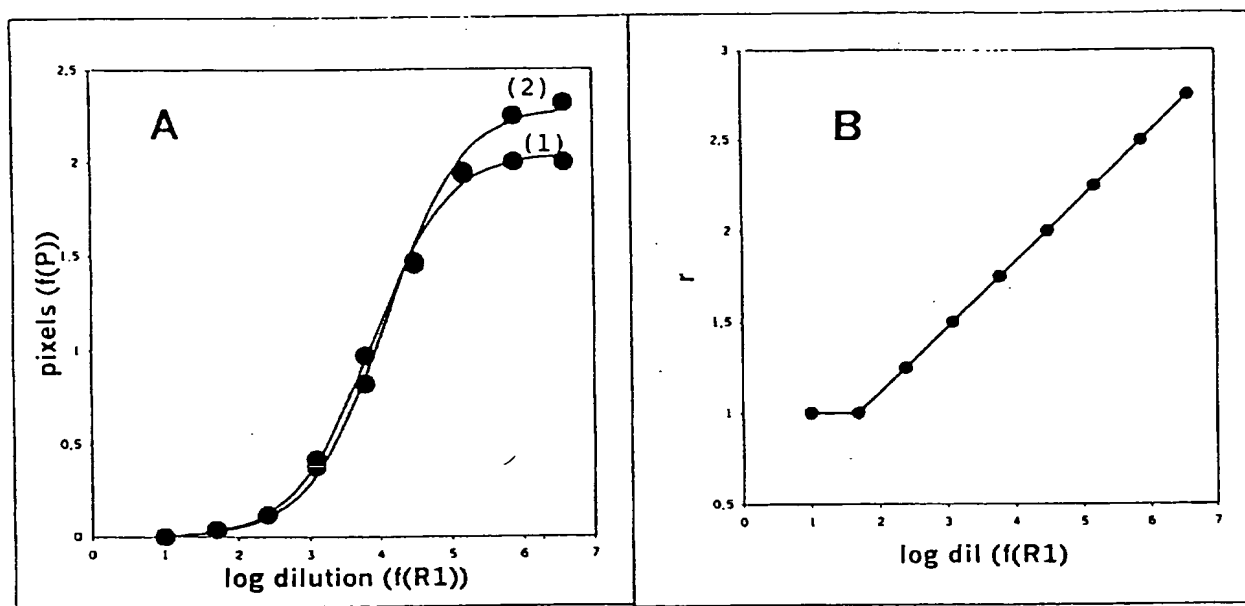 A
2.5
2
1.5
1
0.5
0
0 1 2 3 4 5 6 7
(2)
(1)
pixels (f(P))
log dilution (f(R1))
B
3
2,5
2
1,5
1
0,5
0 1 2 3 4 5 6 7
r
log dil (f(R1)